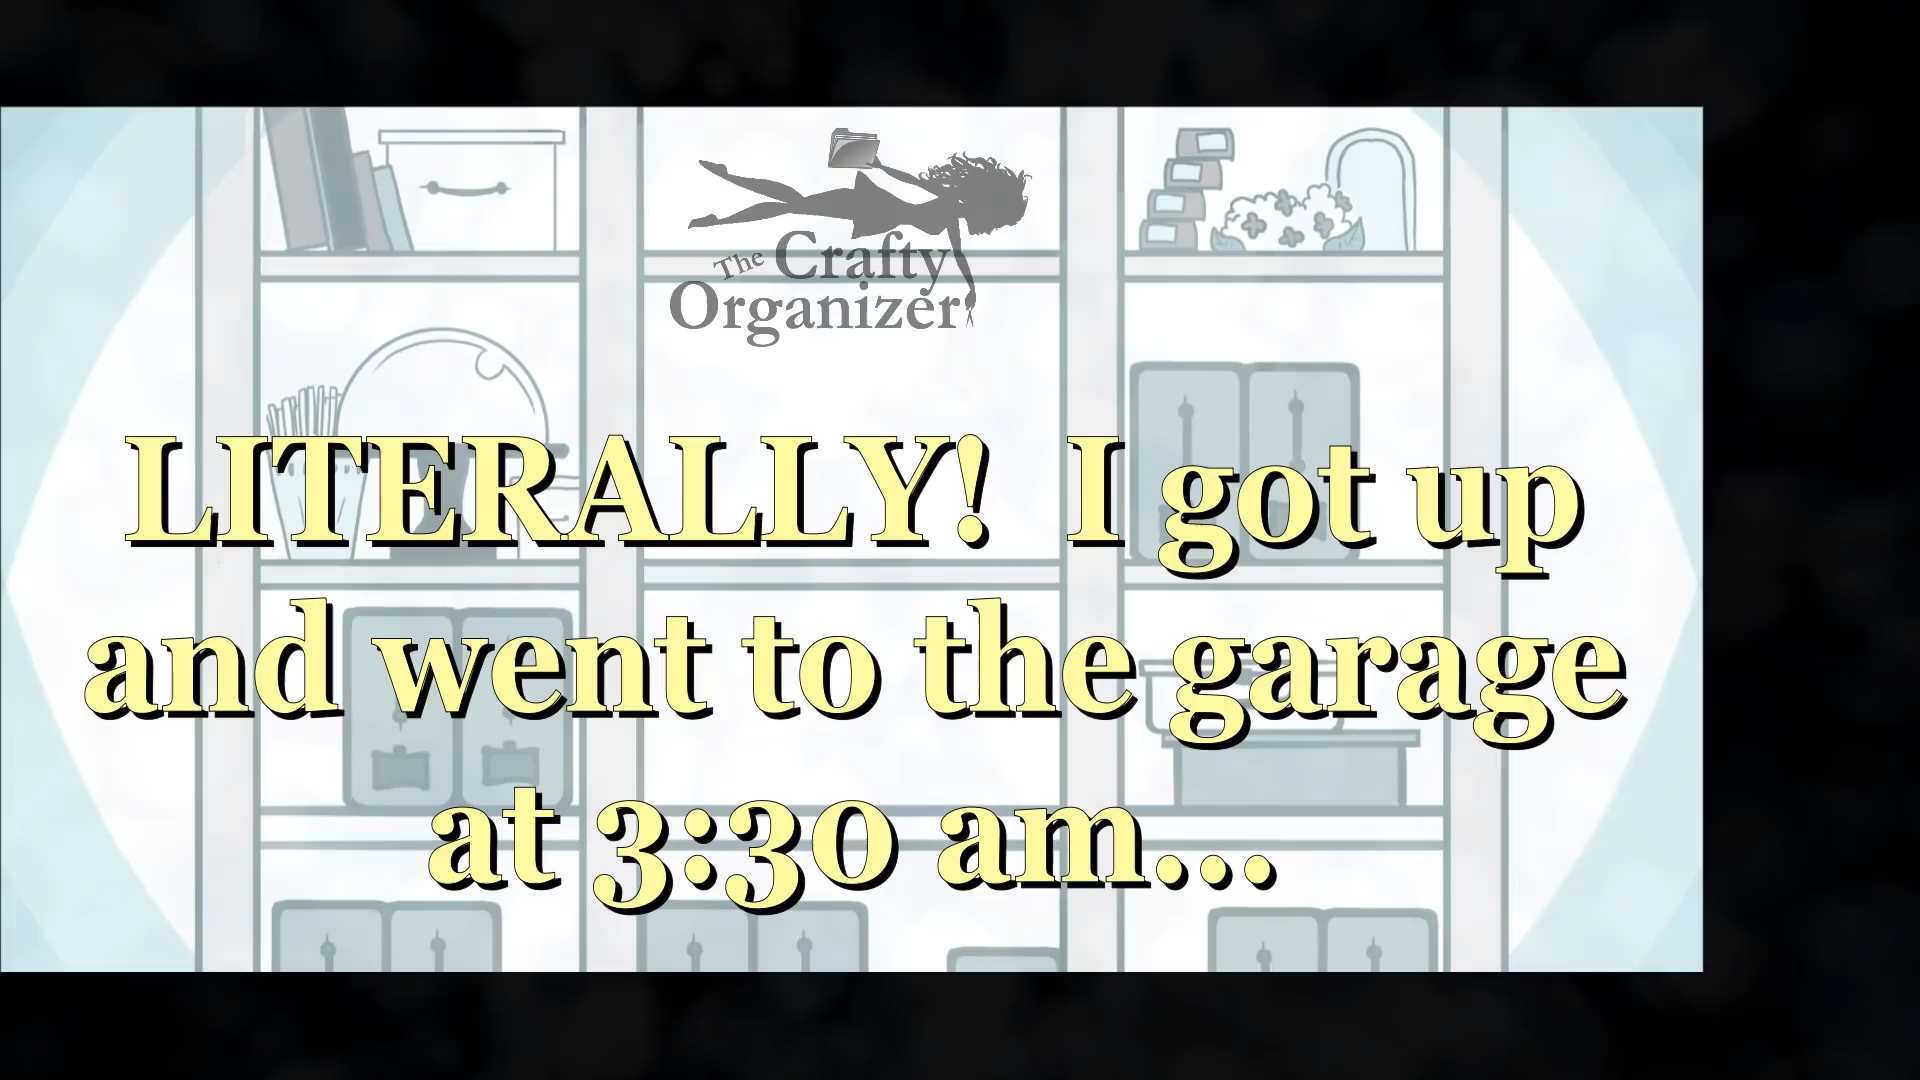 The Crafty
Organizer
LITERALLY!  I got up
and went to the garage
at 3:30 am...